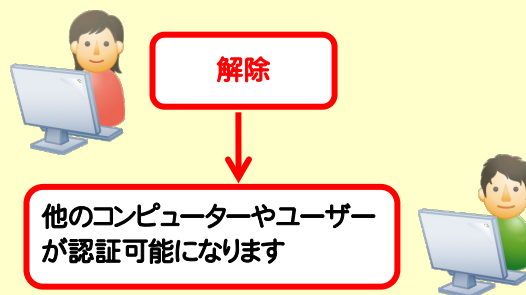 解除
他のコンピューターやユーザー
が認証可能になります